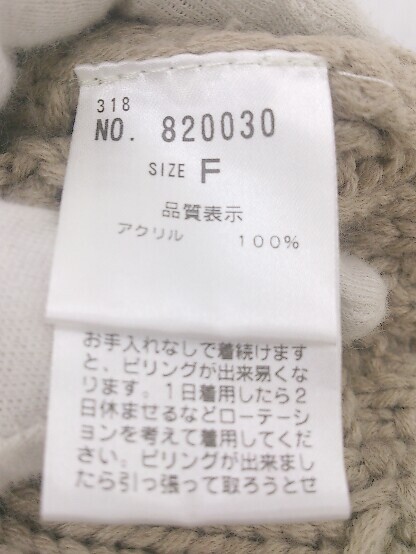 318
NO. 820030
SIZE F
品質表示
アクリル 100%
お手入れなしで着続けます
と、ピリングが出来易くな
ります。1日着用したら2
日休ませるなどローテーシ
ョンを考えて着用してくだ
さい。ピリングが出来まし
たら引っ張って取ろうとせ